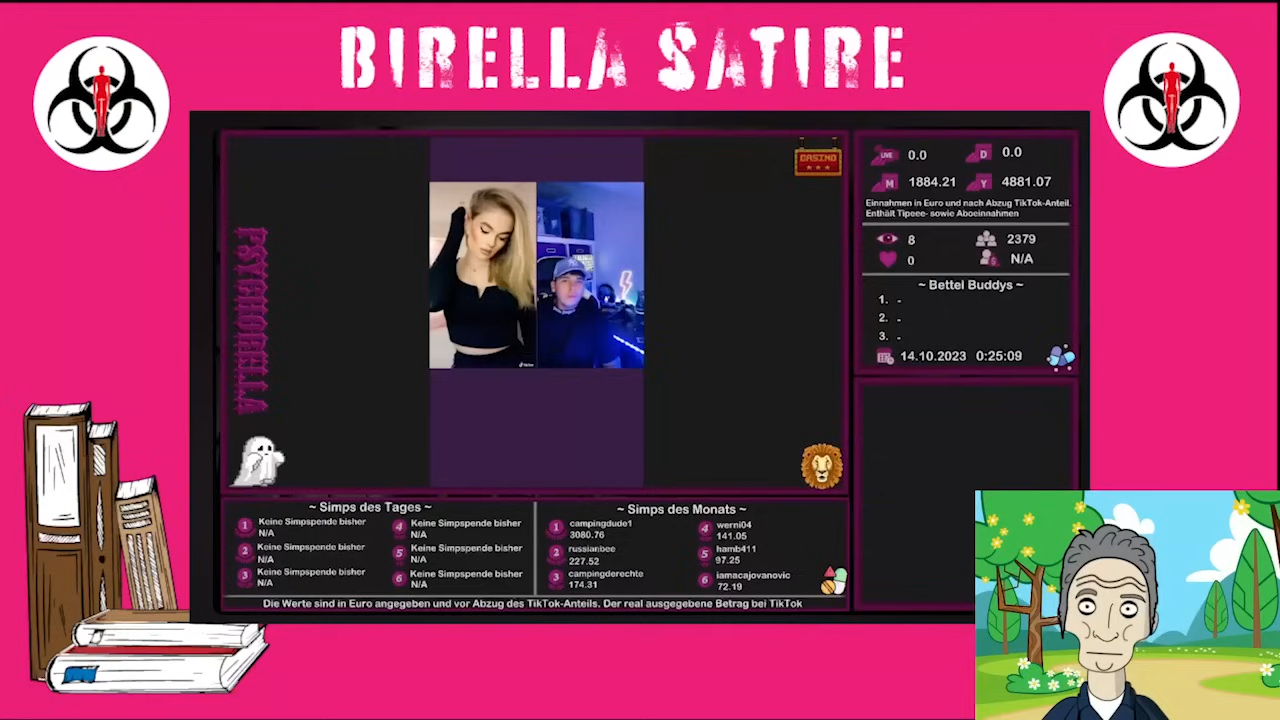 BIRELLA SATIRE
PSYCHORELLA
CASINO
LIVE 0.0
D 0.0
M 1884.21
Y 4881.07
Einnahmen in Euro und nach Abzug TikTok-Anteil.
Enthält Tipeee- sowie Aboeinnahmen
8
2379
0
N/A
~ Bettel Buddys ~
1. -
2. -
3. -
14.10.2023 0:25:09
~ Simps des Tages ~
1 Keine Simpspende bisher
N/A
2 Keine Simpspende bisher
N/A
3 Keine Simpspende bisher
N/A
4 Keine Simpspende bisher
N/A
5 Keine Simpspende bisher
N/A
6 Keine Simpspende bisher
N/A
~ Simps des Monats ~
1 campingdude1
3080.76
2 russianbee
227.52
3 campingderechte
174.31
4 werni04
141.05
5 hamb411
97.25
6 iamacajovanovic
72.19
Die Werte sind in Euro angegeben und vor Abzug des TikTok-Anteils. Der real ausgegebene Betrag bei TikTok